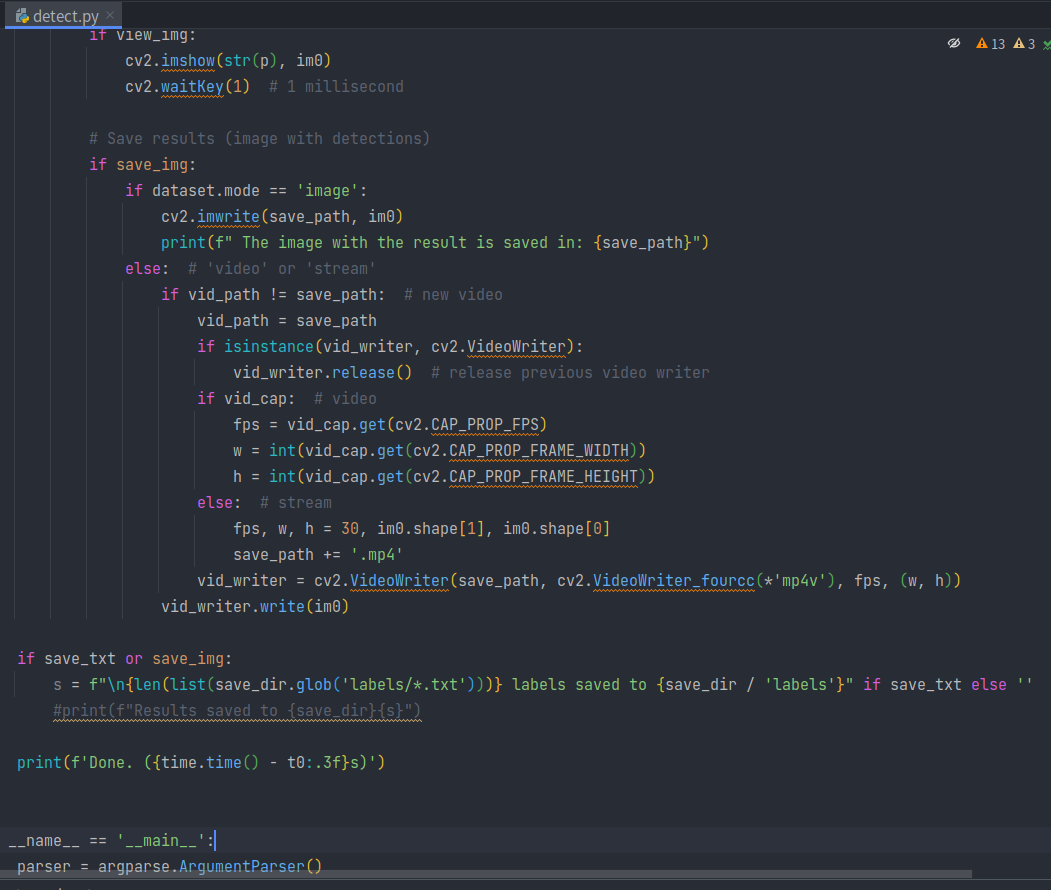 detect.py ×
if view_img:
⚠ 13 ⚠ 3
cv2.imshow(str(p), im0)
cv2.waitKey(1)  # 1 millisecond
# Save results (image with detections)
if save_img:
if dataset.mode == 'image':
cv2.imwrite(save_path, im0)
print(f" The image with the result is saved in: {save_path}")
else:  # 'video' or 'stream'
if vid_path != save_path:  # new video
vid_path = save_path
if isinstance(vid_writer, cv2.VideoWriter):
vid_writer.release()  # release previous video writer
if vid_cap:  # video
fps = vid_cap.get(cv2.CAP_PROP_FPS)
w = int(vid_cap.get(cv2.CAP_PROP_FRAME_WIDTH))
h = int(vid_cap.get(cv2.CAP_PROP_FRAME_HEIGHT))
else:  # stream
fps, w, h = 30, im0.shape[1], im0.shape[0]
save_path += '.mp4'
vid_writer = cv2.VideoWriter(save_path, cv2.VideoWriter_fourcc(*'mp4v'), fps, (w, h))
vid_writer.write(im0)
if save_txt or save_img:
s = f"\n{len(list(save_dir.glob('labels/*.txt')))} labels saved to {save_dir / 'labels'}" if save_txt else ''
#print(f"Results saved to {save_dir}{s}")
print(f'Done. ({time.time() - t0:.3f}s)')
__name__ == '__main__':
parser = argparse.ArgumentParser()